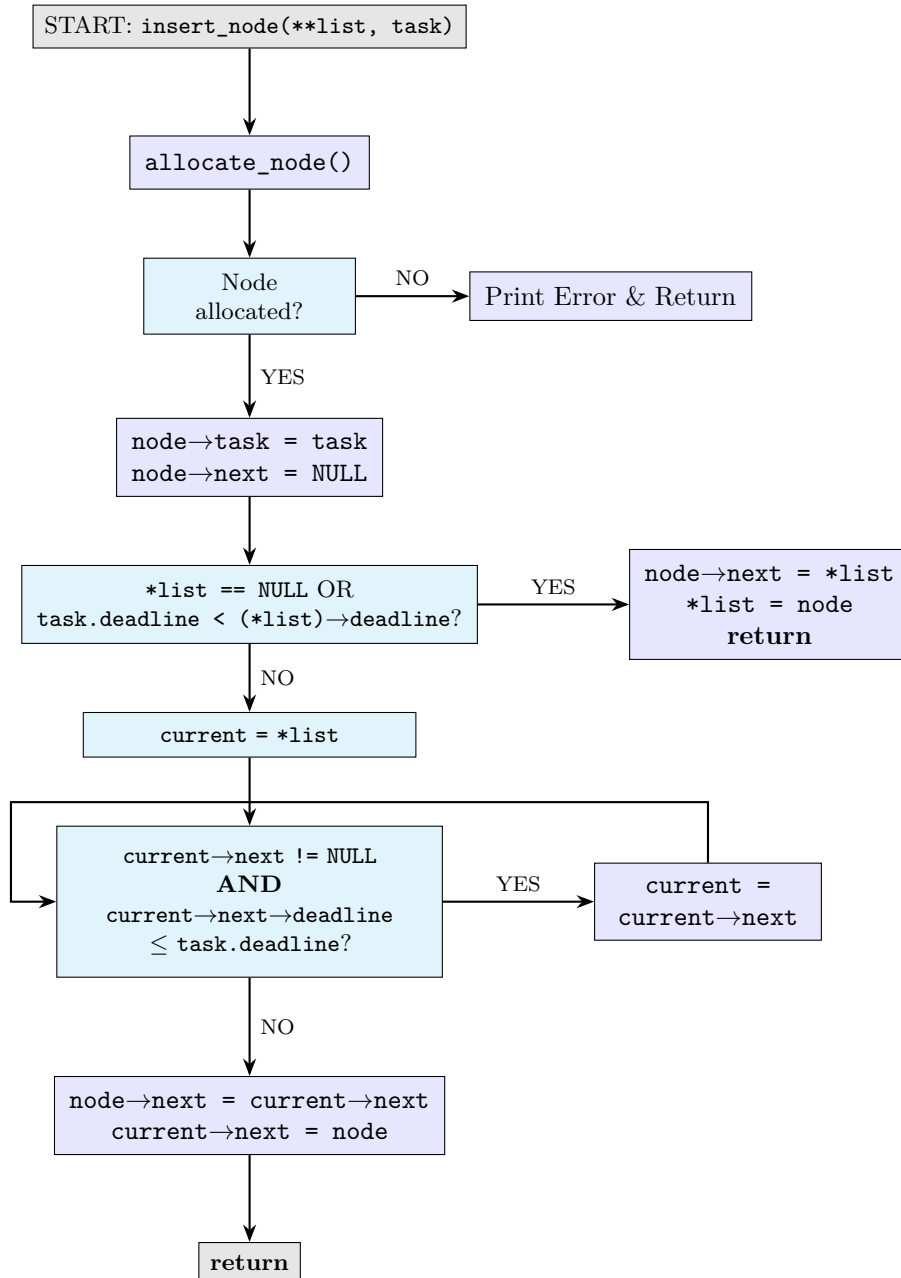 START: insert_node(**list, task)
allocate_node()
Node
allocated?
NO
Print Error & Return
YES
node→task = task
node→next = NULL
*list == NULL OR
task.deadline < (*list)→deadline?
YES
node→next = *list
*list = node
return
NO
current = *list
current→next != NULL
AND
current→next→deadline
≤ task.deadline?
YES
current =
current→next
NO
node→next = current→next
current→next = node
return